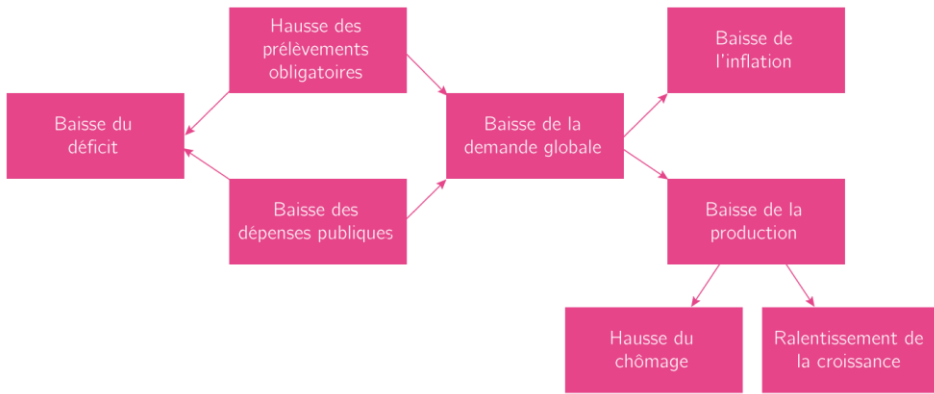 Hausse des
prélèvements
obligatoires
Baisse de
l'inflation
Baisse du
déficit
Baisse de la
demande globale
Baisse des
dépenses publiques
Baisse de la
production
Hausse du
chômage
Ralentissement de
la croissance